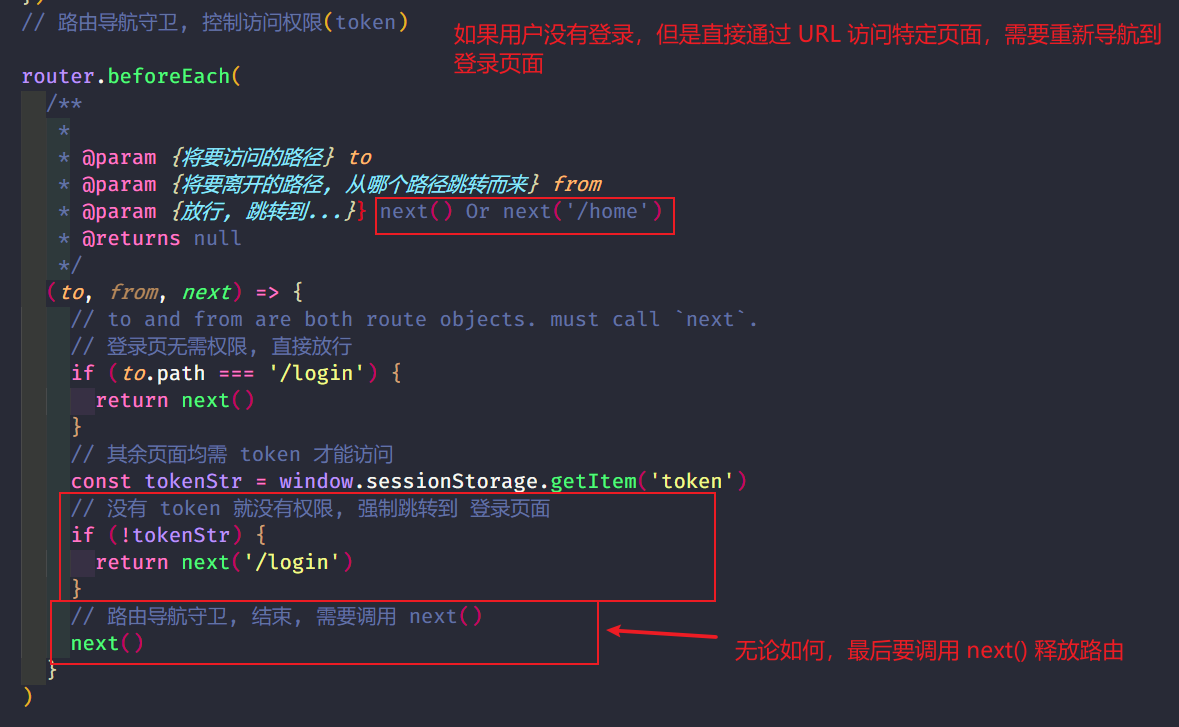 // 路由导航守卫, 控制访问权限(token)
如果用户没有登录，但是直接通过 URL 访问特定页面，需要重新导航到
登录页面
router.beforeEach(
/**
*
* @param {将要访问的路径} to
* @param {将要离开的路径, 从哪个路径跳转而来} from
* @param {放行, 跳转到...}} next() Or next('/home')
* @returns null
*/
(to, from, next) => {
// to and from are both route objects. must call `next`.
// 登录页无需权限, 直接放行
if (to.path === '/login') {
return next()
}
// 其余页面均需 token 才能访问
const tokenStr = window.sessionStorage.getItem('token')
// 没有 token 就没有权限, 强制跳转到 登录页面
if (!tokenStr) {
return next('/login')
}
// 路由导航守卫, 结束, 需要调用 next()
next()
无论如何，最后要调用 next() 释放路由
}
)